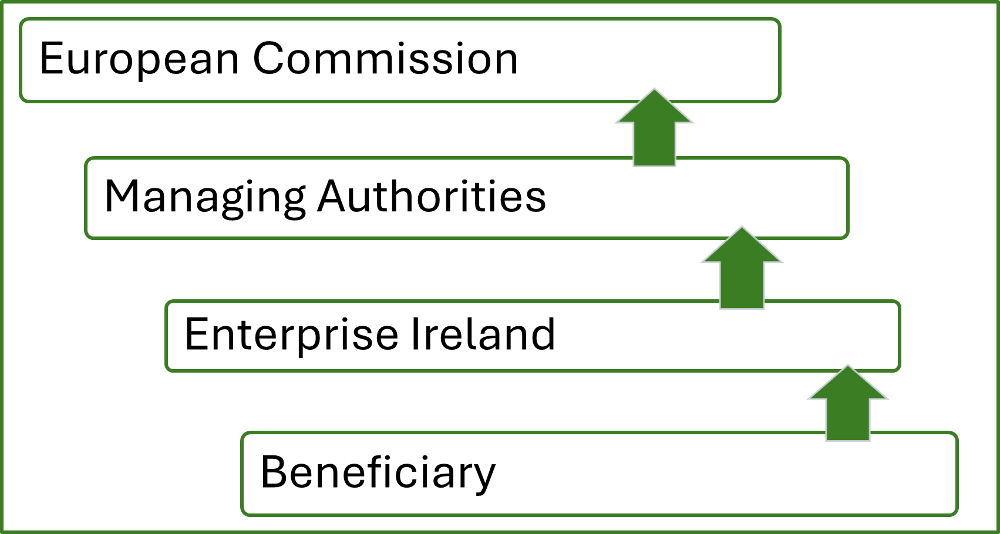 European Commission
Managing Authorities
Enterprise Ireland
Beneficiary